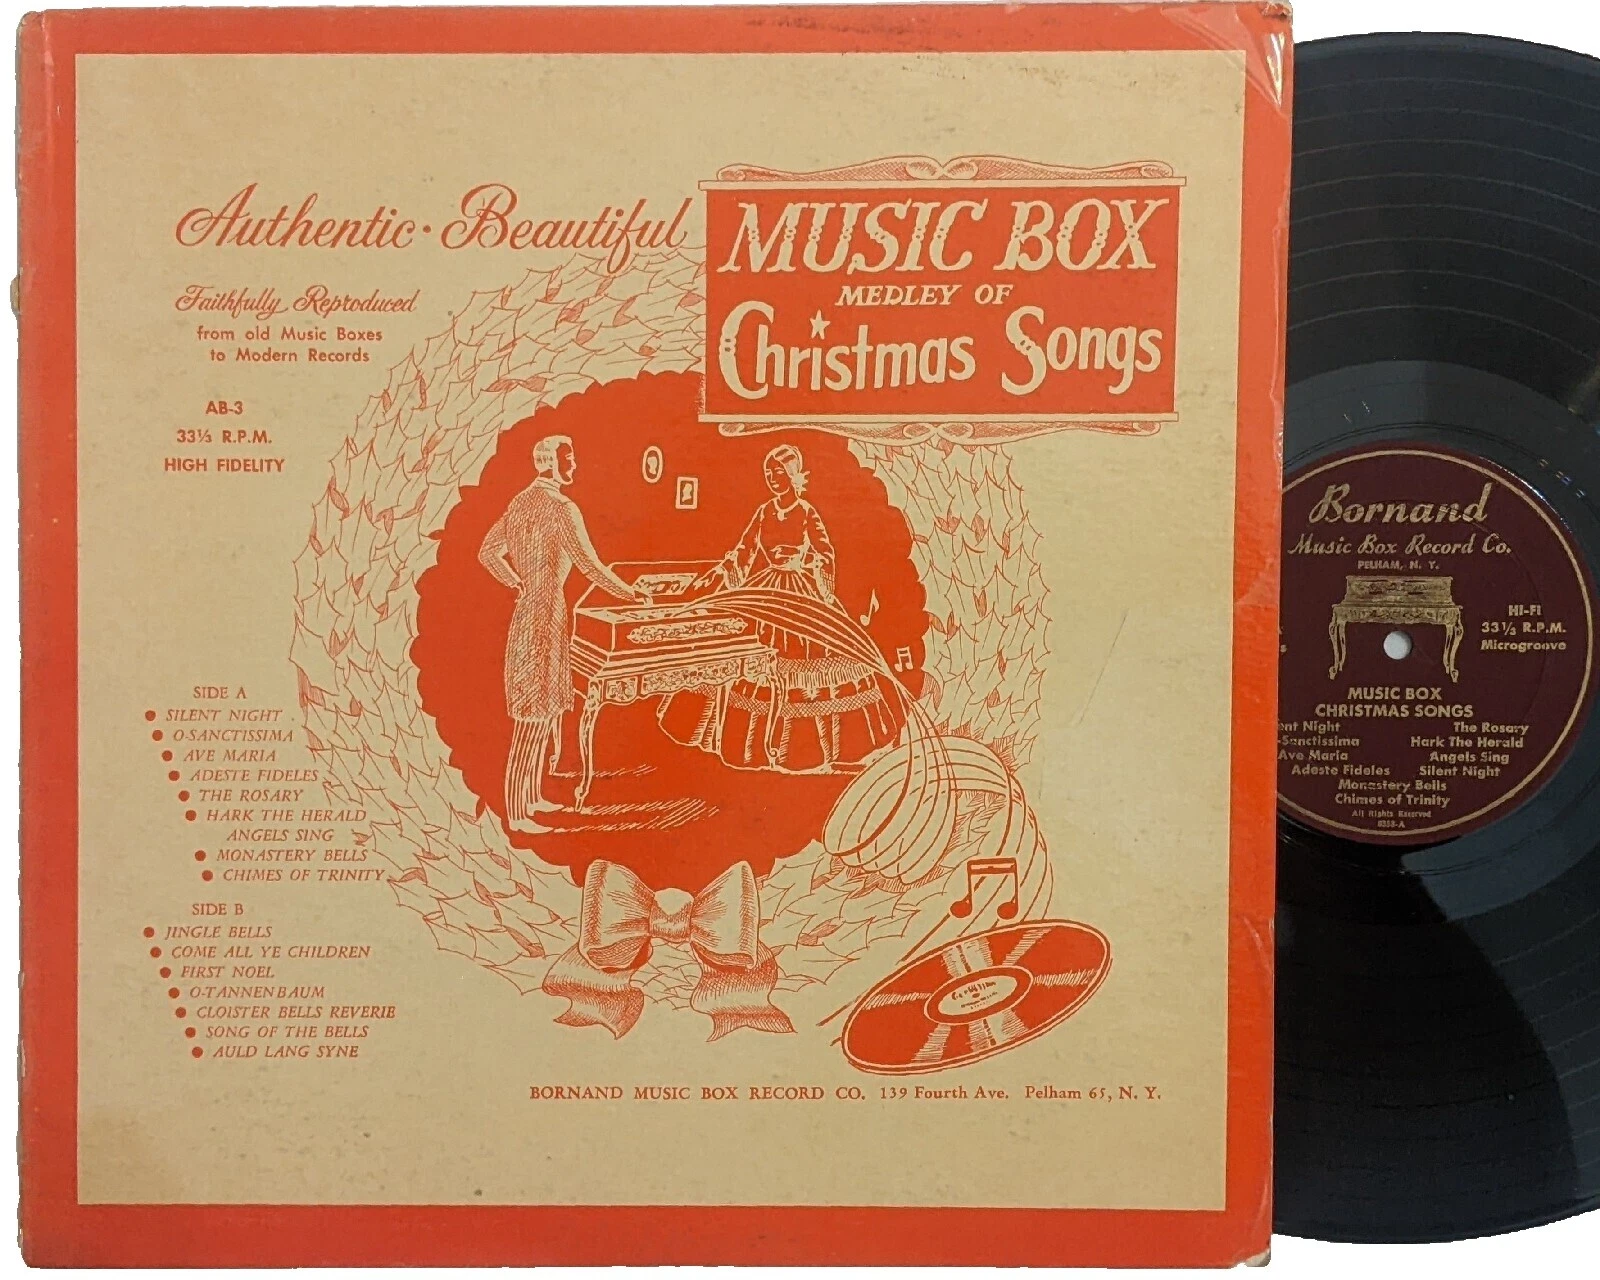 Authentic · Beautiful
MUSIC BOX
MEDLEY OF
Christmas Songs
Faithfully Reproduced
from old Music Boxes
to Modern Records
AB-3
33⅓ R.P.M.
HIGH FIDELITY
SIDE A
● SILENT NIGHT
● O-SANCTISSIMA
● AVE MARIA
● ADESTE FIDELES
● THE ROSARY
● HARK THE HERALD
ANGELS SING
● MONASTERY BELLS
● CHIMES OF TRINITY
SIDE B
● JINGLE BELLS
● COME ALL YE CHILDREN
● FIRST NOEL
● O-TANNENBAUM
● CLOISTER BELLS REVERIE
● SONG OF THE BELLS
● AULD LANG SYNE
BORNAND MUSIC BOX RECORD CO. 139 Fourth Ave. Pelham 65, N. Y.
Bornand
Music Box Record Co.
PELHAM, N. Y.
HI-FI
33⅓ R.P.M.
Microgroove
MUSIC BOX
CHRISTMAS SONGS
Night The Rosary
-Sanctissima Hark The Herald
Ave Maria Angels Sing
Adeste Fideles Silent Night
Monastery Bells
Chimes of Trinity
All Rights Reserved